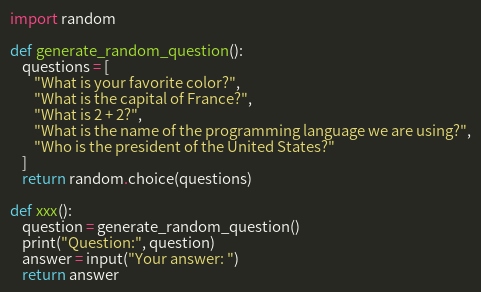 import random

def generate_random_question():
    questions = [
        "What is your favorite color?",
        "What is the capital of France?",
        "What is 2 + 2?",
        "What is the name of the programming language we are using?",
        "Who is the president of the United States?"
    ]
    return random.choice(questions)

def xxx():
    question = generate_random_question()
    print("Question:", question)
    answer = input("Your answer: ")
    return answer